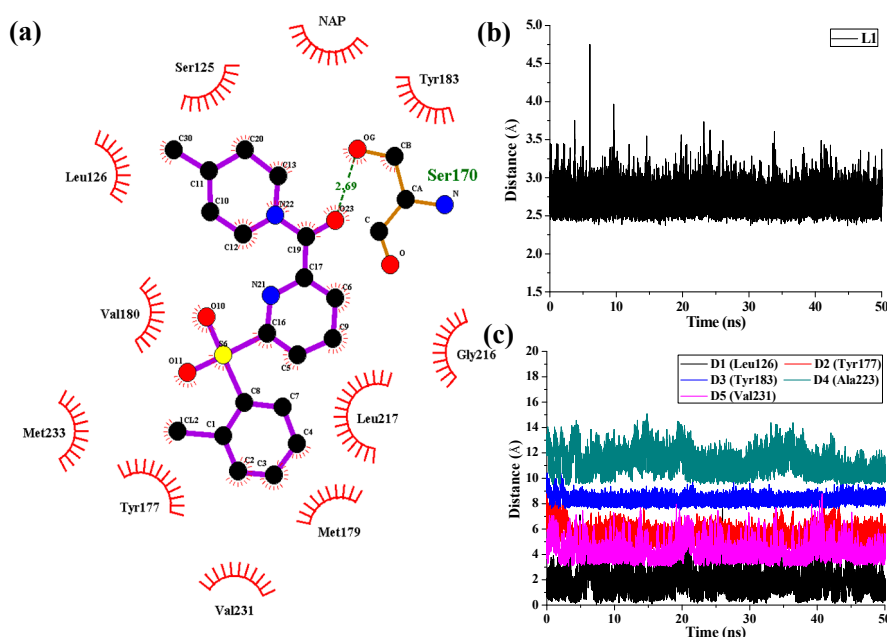 (a)
NAP
Ser125
Tyr183
Leu126
C30
C20
C13
C11
C10
N22
C12
C19
O23
OG
CB
2.69
Ser170
CA
N
C
O
C17
N21
C6
O10
C16
C9
S6
C5
O11
Val180
Gly216
C8
C7
1CL2
C1
C4
C2
C3
Leu217
Met233
Tyr177
Met179
Val231
(b)
L1
Distance (Å)
5.0
4.5
4.0
3.5
3.0
2.5
2.0
1.5
0 10 20 30 40 50
Time (ns)
(c)
D1 (Leu126) D2 (Tyr177)
D3 (Tyr183) D4 (Ala223)
D5 (Val231)
Distance (Å)
20
18
16
14
12
10
8
6
4
2
0
0 10 20 30 40 50
Time (ns)